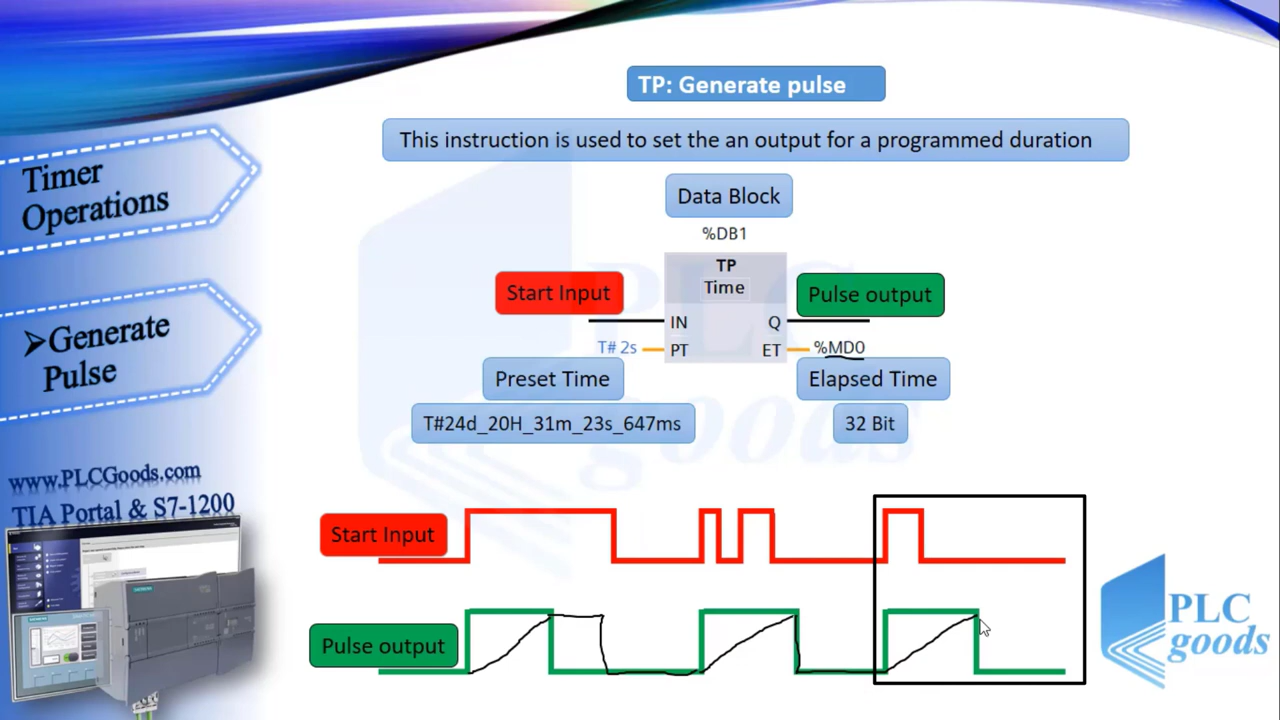 TP: Generate pulse
This instruction is used to set the an output for a programmed duration
Timer
Operations
➤Generate
Pulse
www.PLCGoods.com
TIA Portal & S7-1200
Data Block
%DB1
TP
Time
Start Input
Pulse output
IN
Q
T# 2s
PT
ET
%MD0
Preset Time
Elapsed Time
T#24d_20H_31m_23s_647ms
32 Bit
Start Input
Pulse output
PLC
goods
PLC
goods